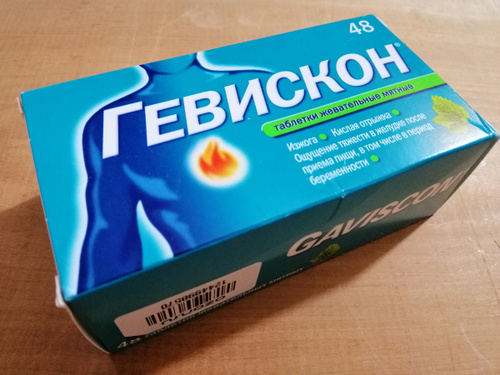 48
ГЕВИСКОН®
таблетки жевательные мятные
Изжога • Кислая отрыжка •
Ощущение тяжести в желудке после
приема пищи, в том числе в период
беременности •
GAVISCON
48